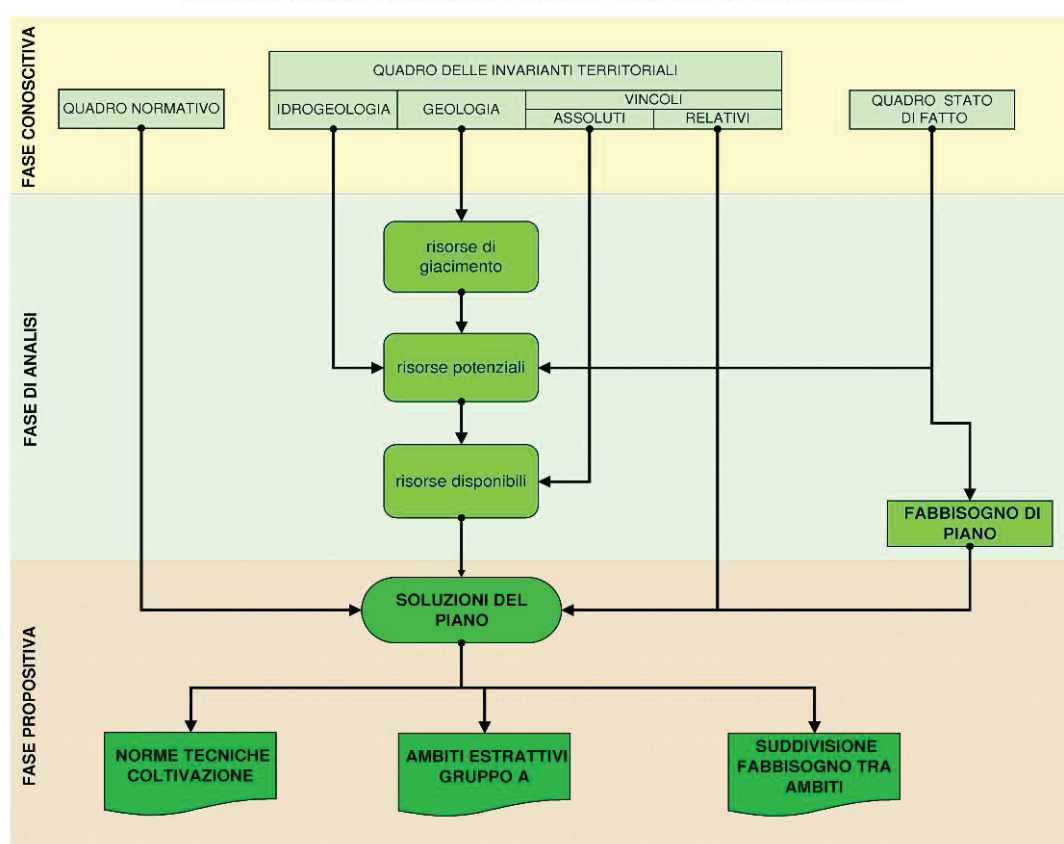 FASE CONOSCITIVA
QUADRO NORMATIVO
QUADRO DELLE INVARIANTI TERRITORIALI
IDROGEOLOGIA
GEOLOGIA
VINCOLI
ASSOLUTI
RELATIVI
QUADRO STATO
DI FATTO
FASE DI ANALISI
risorse di
giacimento
risorse potenziali
risorse disponibili
FABBISOGNO DI
PIANO
FASE PROPOSITIVA
SOLUZIONI DEL
PIANO
NORME TECNICHE
COLTIVAZIONE
AMBITI ESTRATTIVI
GRUPPO A
SUDDIVISIONE
FABBISOGNO TRA
AMBITI